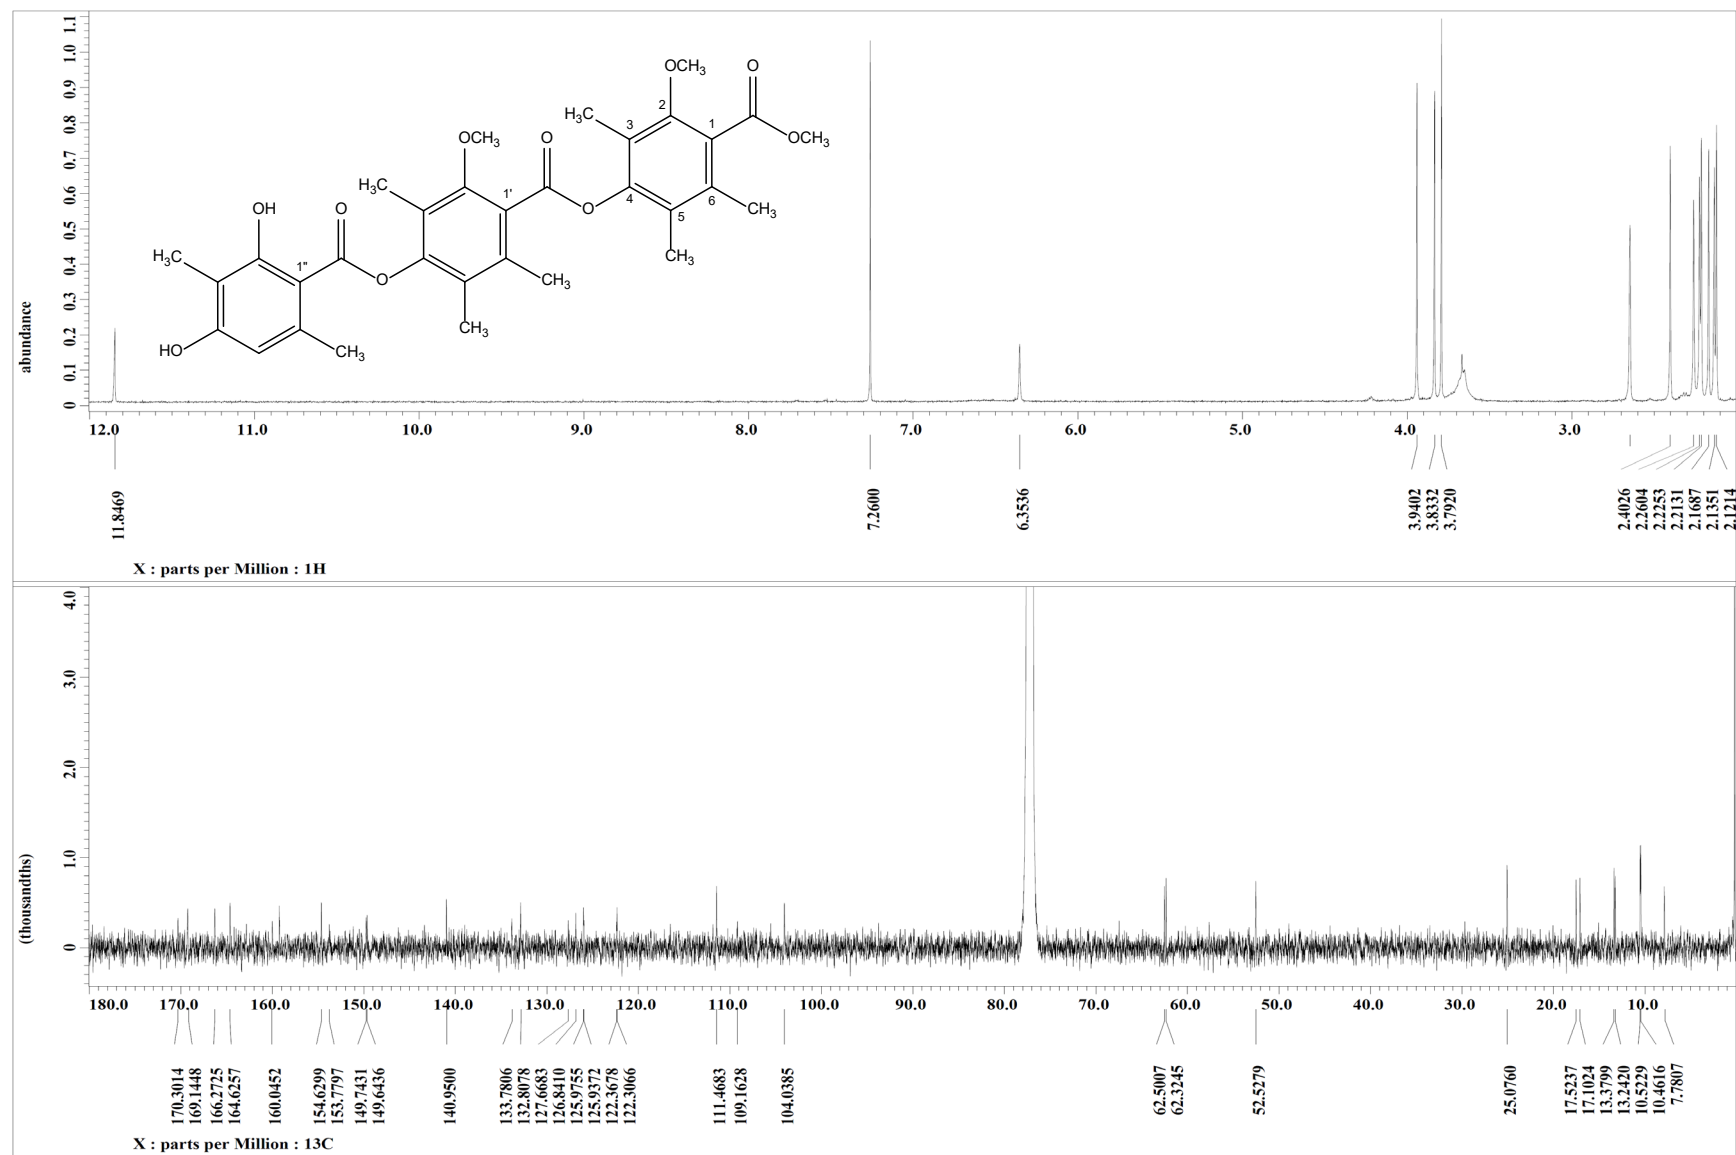 1.1
1.0
0.9
0.8
0.7
0.6
0.5
0.4
0.3
0.2
0.1
0
abundance
OCH3
O
2
1
H3C
3
OCH3
OCH3
O
H3C
1'
4
6
O
5
CH3
OH
O
CH3
H3C
1"
O
CH3
CH3
HO
CH3
12.0 11.0 10.0 9.0 8.0 7.0 6.0 5.0 4.0 3.0
11.8469 7.2600 6.3536 3.9402 3.8332 3.7920 2.4026 2.2604 2.2253 2.2131 2.1687 2.1351 2.1214
X : parts per Million : 1H
4.0
3.0
2.0
1.0
0
(thousandths)
180.0 170.0 160.0 150.0 140.0 130.0 120.0 110.0 100.0 90.0 80.0 70.0 60.0 50.0 40.0 30.0 20.0 10.0
170.3014 169.1448 166.2725 164.6257 160.0452 154.6299 153.7797 149.7431 149.6436 140.9500 133.7806 132.8078 127.6683 126.8410 125.9755 125.9372 122.3678 122.3066 111.4683 109.1628 104.0385 62.5007 62.3245 52.5279 25.0760 17.5237 17.1024 13.3799 13.2420 10.5229 10.4616 7.7807
X : parts per Million : 13C